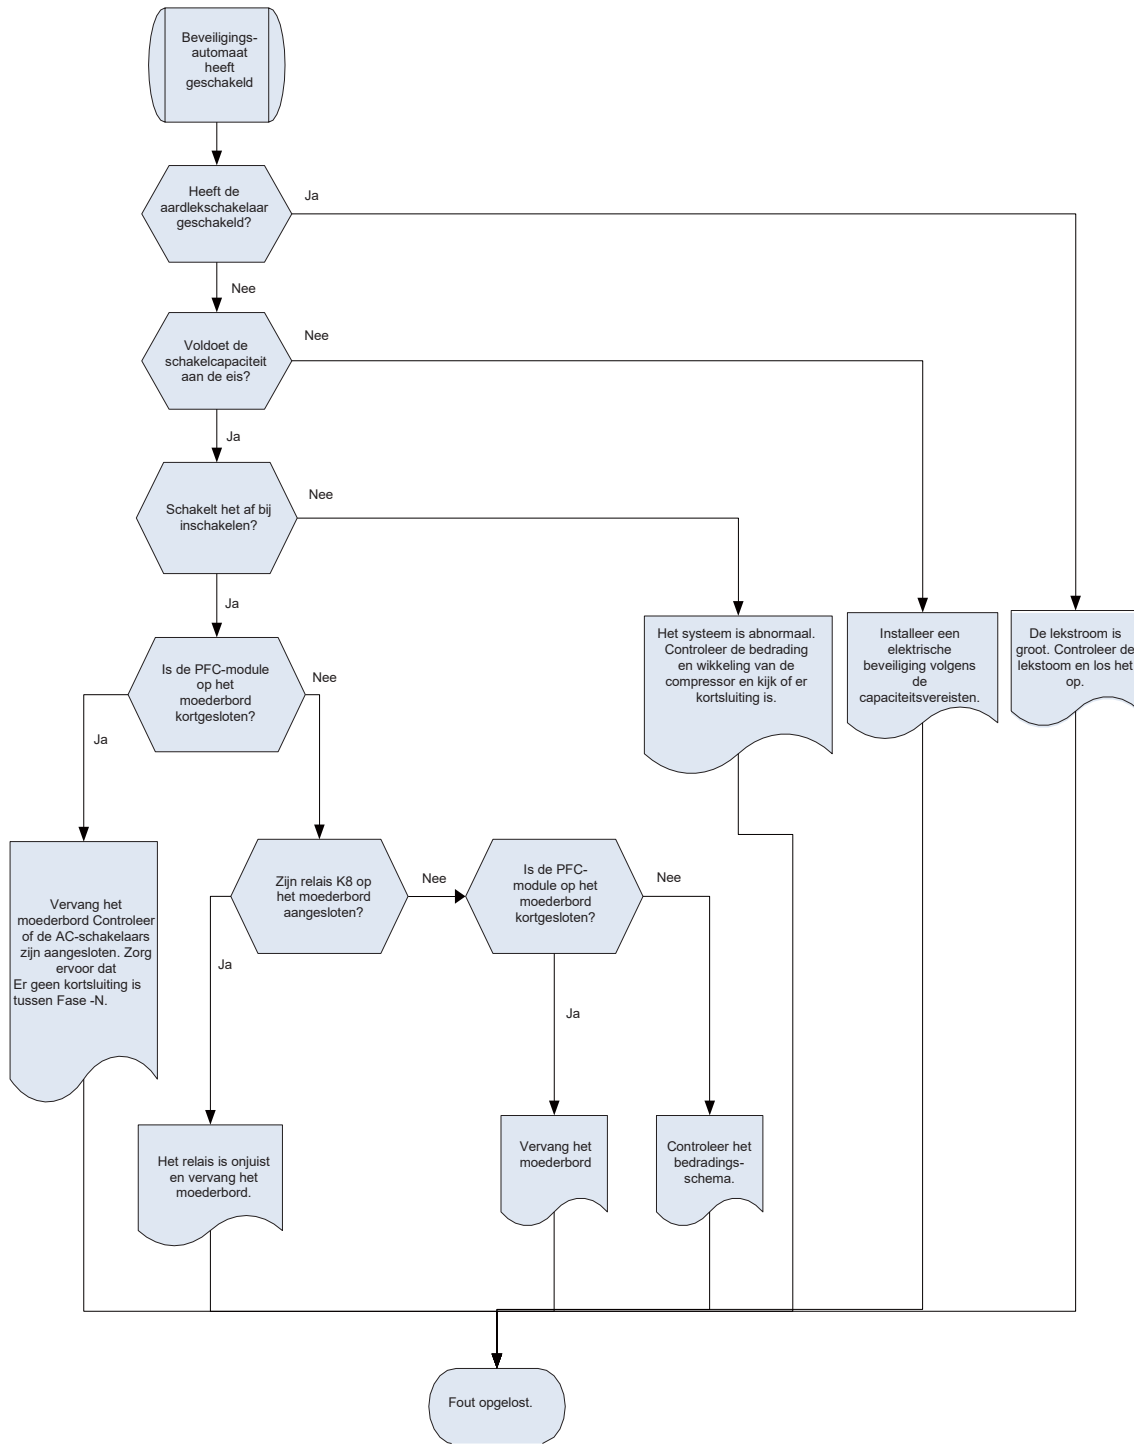 Beveiligings-
automaat
heeft
geschakeld
Heeft de
aardlekschakelaar
geschakeld?
Ja
Nee
Voldoet de
schakelcapaciteit
aan de eis?
Nee
Ja
Schakelt het af bij
inschakelen?
Nee
Ja
Het systeem is abnormaal.
Controleer de bedrading
en wikkeling van de
compressor en kijk of er
kortsluiting is.
Installeer een
elektrische
beveiliging volgens
de
capaciteitsvereisten.
De lekstroom is
groot. Controleer de
lekstoom en los het
op.
Is de PFC-module
op het
moederbord
kortgesloten?
Nee
Ja
Vervang het
moederbord Controleer
of de AC-schakelaars
zijn aangesloten. Zorg
ervoor dat
Er geen kortsluiting is
tussen Fase -N.
Zijn relais K8 op
het moederbord
aangesloten?
Nee
Ja
Is de PFC-
module op het
moederbord
kortgesloten?
Nee
Ja
Het relais is onjuist
en vervang het
moederbord.
Vervang het
moederbord
Controleer het
bedradings-
schema.
Fout opgelost.